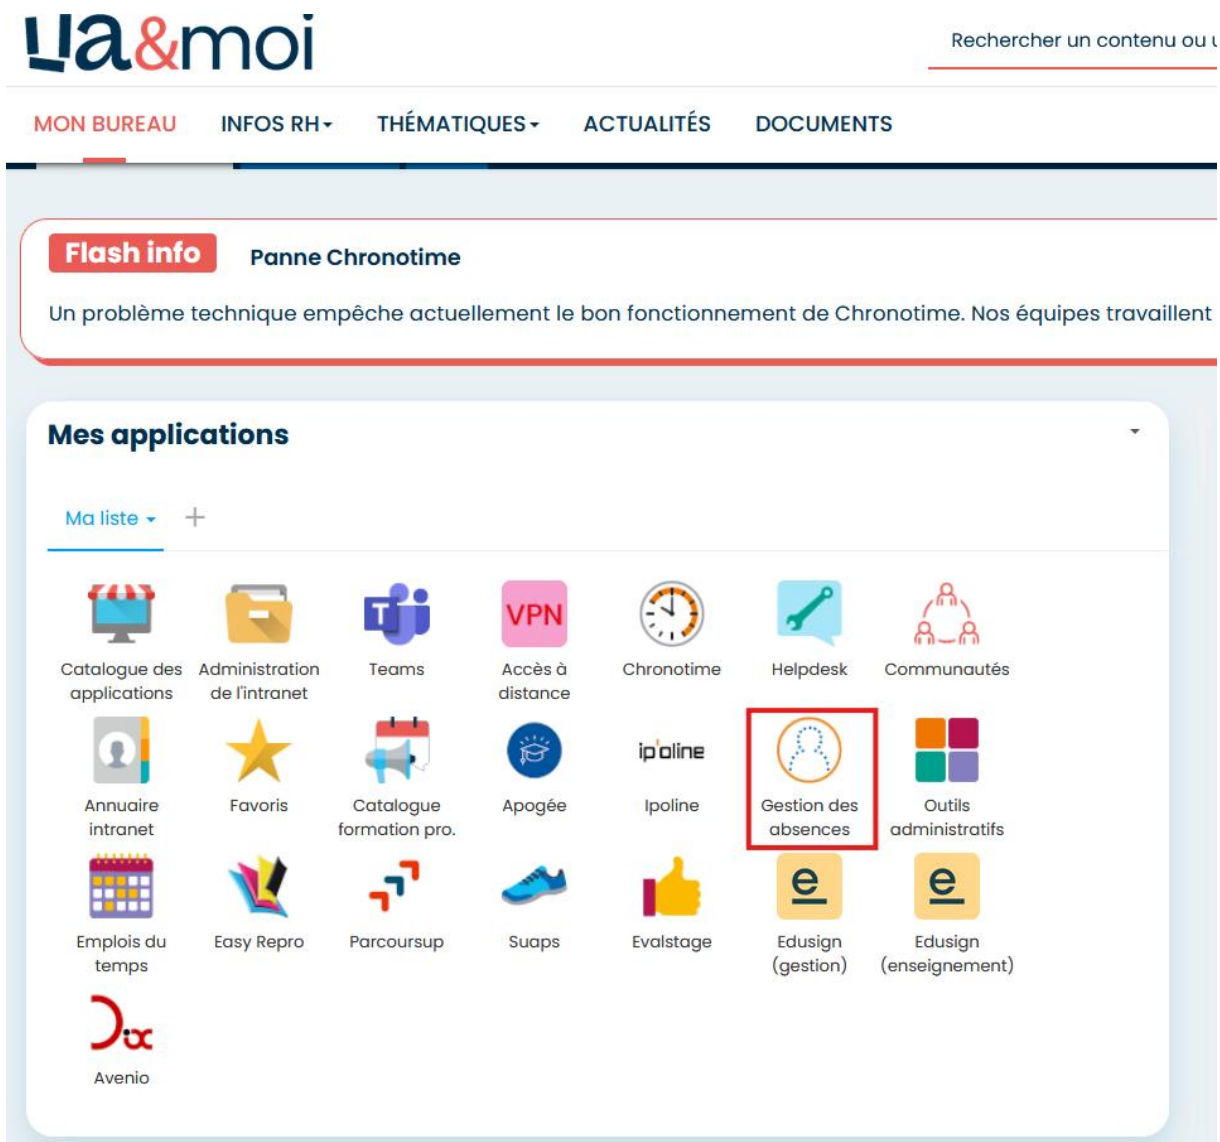 ua&moi
Rechercher un contenu ou
MON BUREAU INFOS RH THÉMATIQUES ACTUALITÉS DOCUMENTS
Flash info Panne Chronotime
Un problème technique empêche actuellement le bon fonctionnement de Chronotime. Nos équipes travaillent
Mes applications
Ma liste +
T VPN
Catalogue des Administration Teams Accès à Chronotime Helpdesk Communautés
applications de l'intranet distance
ip'oline
Annuaire Favoris Catalogue Apogée Ipoline Gestion des Outils
intranet formation pro. absences administratifs
e e
Emplois du Easy Repro Parcoursup Suaps Evalstage Edusign Edusign
temps (gestion) (enseignement)
Dix
Avenio